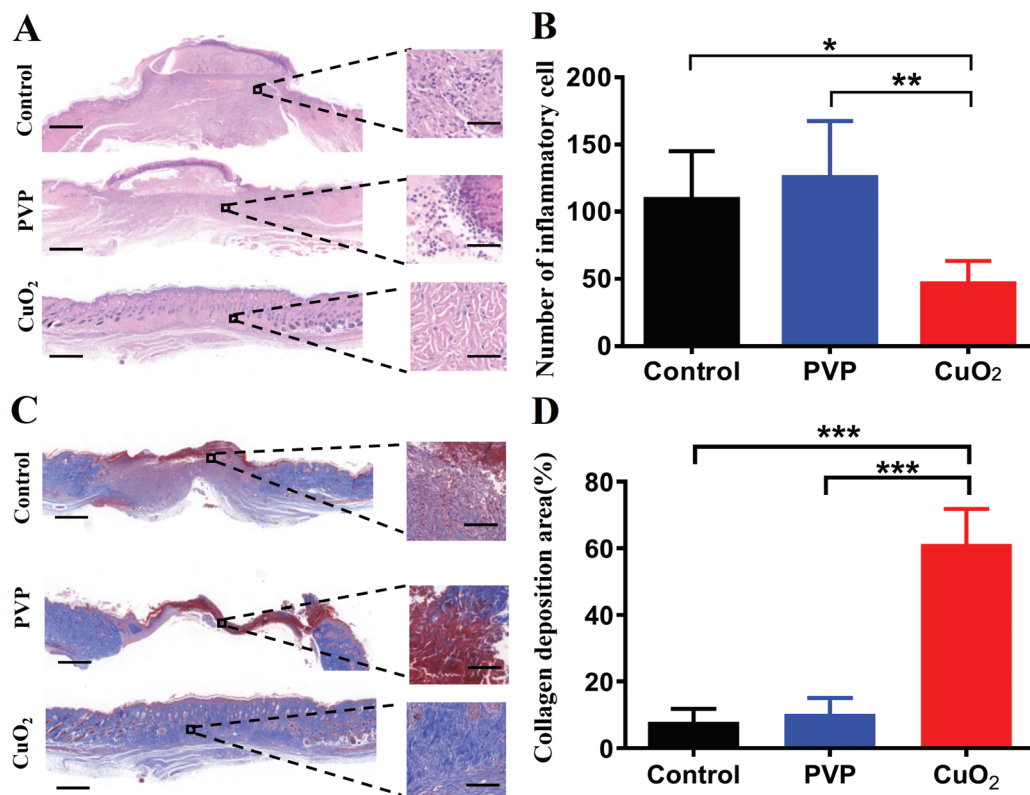 A
Control
PVP
CuO₂
B
Number of inflammatory cell
200
150
100
50
0
*
**
Control
PVP
CuO₂
C
Control
PVP
CuO₂
D
Collagen deposition area(%)
80
60
40
20
0
***
***
Control
PVP
CuO₂